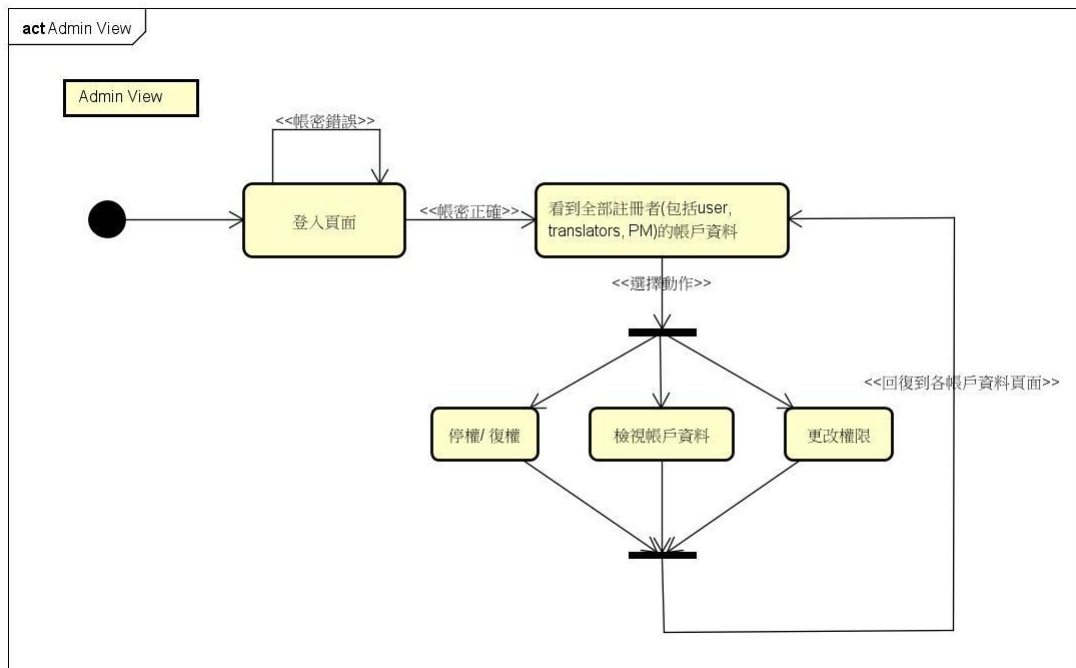 act Admin View
Admin View
<<帳密錯誤>>
登入頁面
<<帳密正確>>
看到全部註冊者(包括user,
translators, PM)的帳戶資料
<<選擇動作>>
<<回復到各帳戶資料頁面>>
停權/ 復權
檢視帳戶資料
更改權限